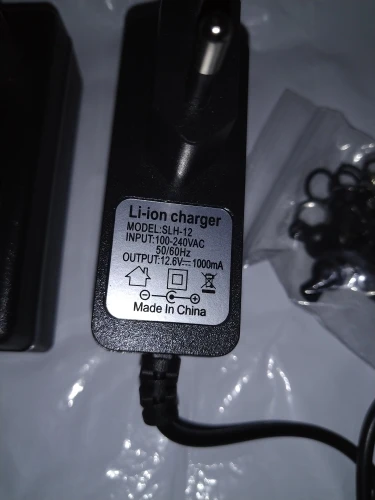 Li-ion charger
MODEL:SLH-12
INPUT:100-240VAC
50/60Hz
OUTPUT:12.6V⎓1000mA
Made In China